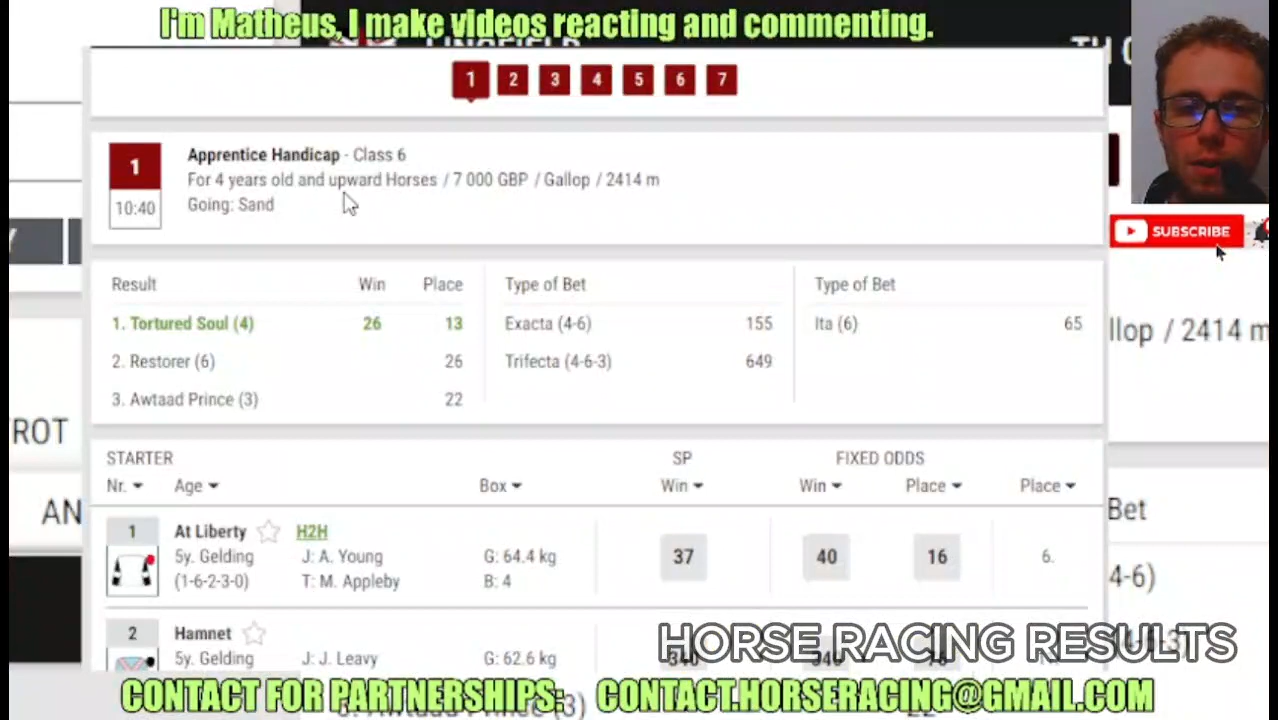 I'm Matheus, I make videos reacting and commenting.
LINGFIELD
1 2 3 4 5 6 7
1
Apprentice Handicap - Class 6
For 4 years old and upward Horses / 7 000 GBP / Gallop / 2414 m
10:40
Going: Sand
SUBSCRIBE
Result Win Place
Type of Bet
Type of Bet
1. Tortured Soul (4) 26 13
Exacta (4-6) 155
Ita (6) 65
llop / 2414 m
2. Restorer (6) 26
Trifecta (4-6-3) 649
3. Awtaad Prince (3) 22
ROT
STARTER SP FIXED ODDS
Nr. Age Box Win Win Place Place
AN
Bet
1 At Liberty H2H
5y. Gelding J: A. Young G: 64.4 kg 37 40 16 6.
(1-6-2-3-0) T: M. Appleby B: 4
4-6)
2 Hamnet
5y. Gelding J: J. Leavy G: 62.6 kg 340
HORSE RACING RESULTS
CONTACT FOR PARTNERSHIPS: CONTACT.HORSERACING@GMAIL.COM